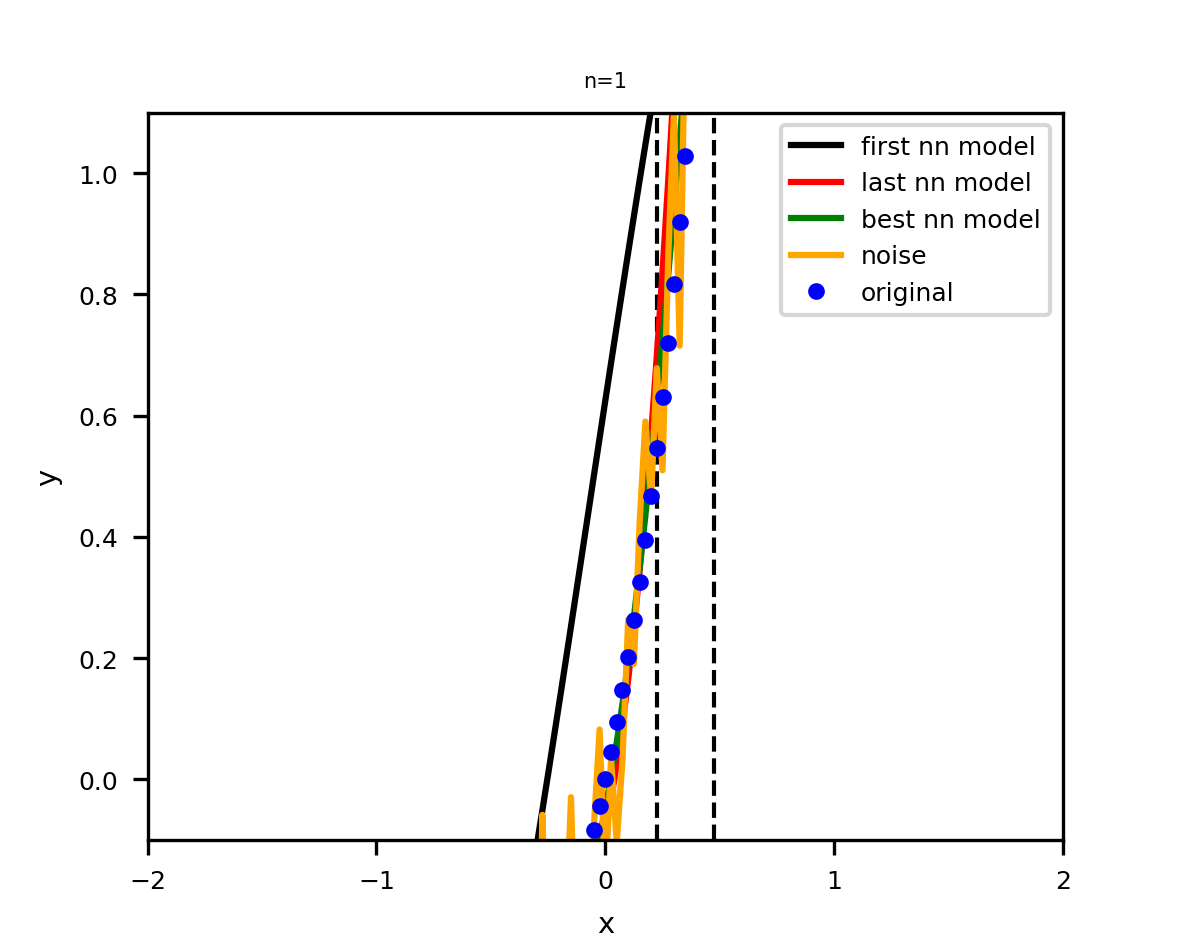 n=1
first nn model
last nn model
best nn model
noise
original
1.0
0.8
0.6
0.4
0.2
0.0
y
−2
−1
0
1
2
x